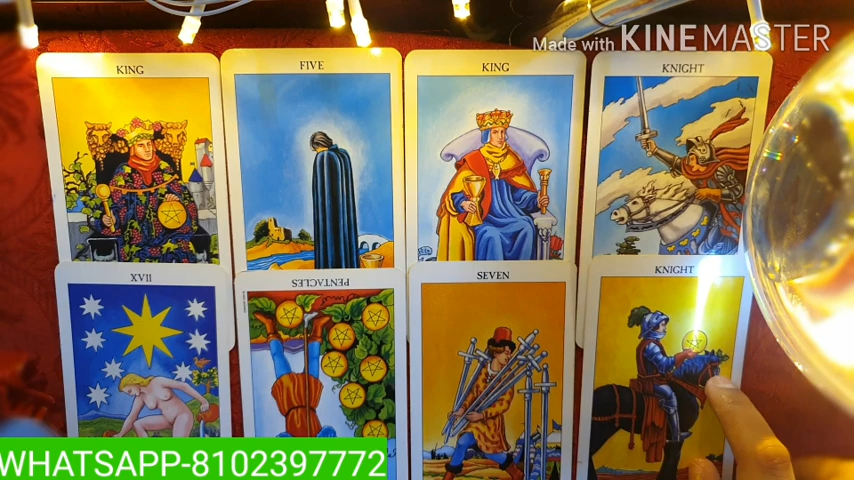 Made with KINEMASTER
KING
FIVE
KING
KNIGHT
XVII
PENTACLES
SEVEN
KNIGHT
WHATSAPP-8102397772